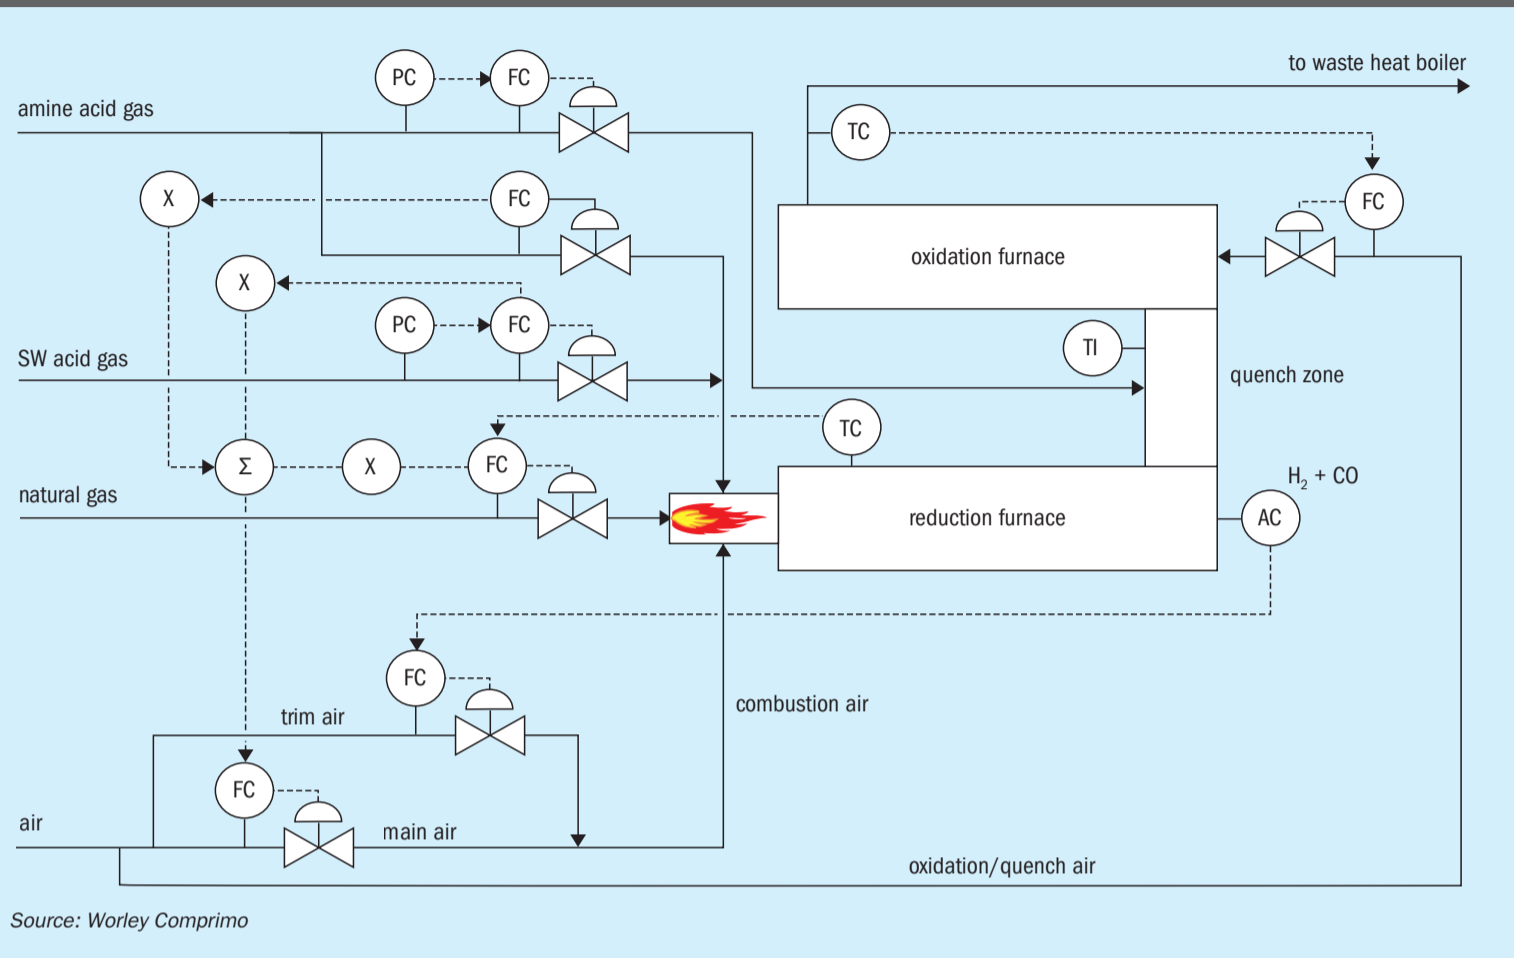 to waste heat boiler
PC
FC
amine acid gas
TC
X
FC
FC
oxidation furnace
X
PC
FC
TI
SW acid gas
quench zone
TC
Σ
X
FC
H₂ + CO
natural gas
reduction furnace
AC
FC
combustion air
trim air
FC
air
main air
oxidation/quench air
Source: Worley Comprimo